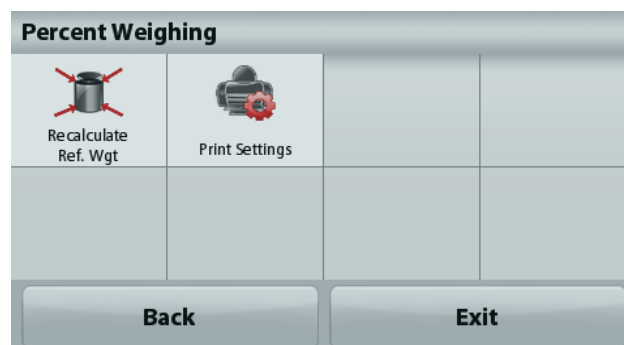 Percent Weighing
Recalculate
Ref. Wgt
Print Settings
Back
Exit